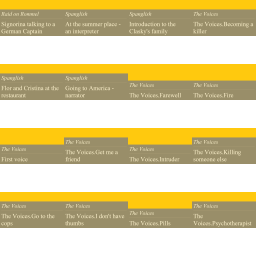 Raid on Rommel
Signorina talking to a
German Captain
Spanglish
At the summer place -
an interpretor
Spanglish
Introduction to the
Clasky's family
The Voices
The Voices.Becoming a
killer
Spanglish
Flor and Cristina at the
restaurant
Spanglish
Going to America -
narrator
The Voices
The Voices.Farewell
The Voices
The Voices.Fire
The Voices
First voice
The Voices
The Voices.Get me a
friend
The Voices
The Voices.Intruder
The Voices
The Voices.Killing
someone else
The Voices
The Voices.Go to the
cops
The Voices
The Voices.I don't have
thumbs
The Voices
The Voices.Pills
The Voices
The
Voices.Psychotherapist